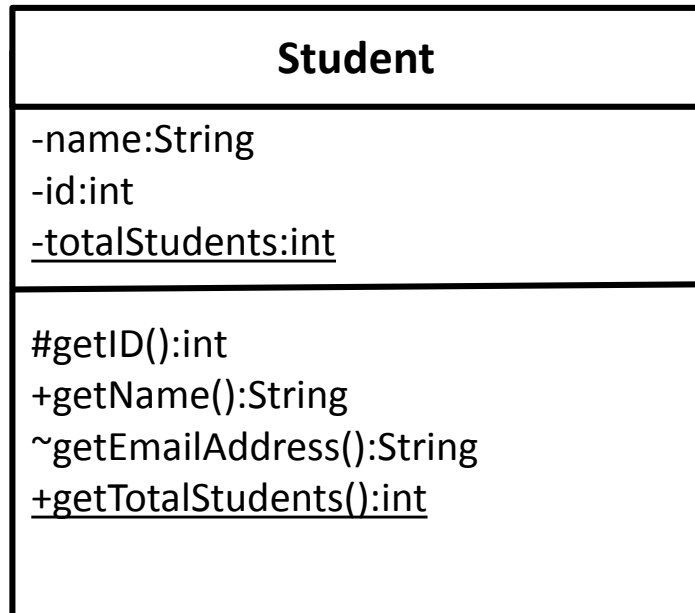 Student
-name:String
-id:int
-totalStudents:int
#getID():int
+getName():String
~getEmailAddress():String
+getTotalStudents():int